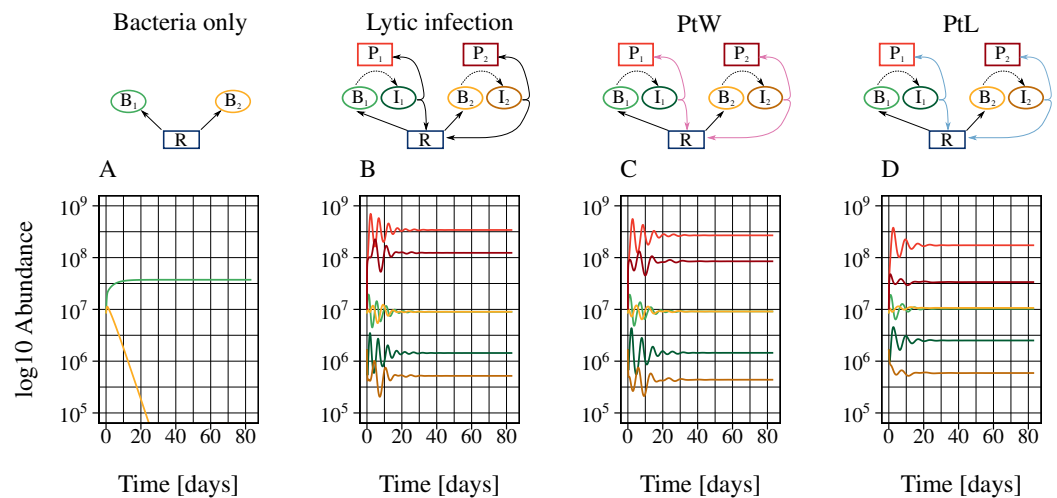 Bacteria only
Lytic infection
PtW
PtL
B1 B2
R
P1 P2
B1 I1 B2 I2
R
P1 P2
B1 I1 B2 I2
R
P1 P2
B1 I1 B2 I2
R
A
B
C
D
log10 Abundance
10^9
10^8
10^7
10^6
10^5
0 20 40 60 80
Time [days]
10^9
10^8
10^7
10^6
10^5
0 20 40 60 80
Time [days]
10^9
10^8
10^7
10^6
10^5
0 20 40 60 80
Time [days]
10^9
10^8
10^7
10^6
10^5
0 20 40 60 80
Time [days]